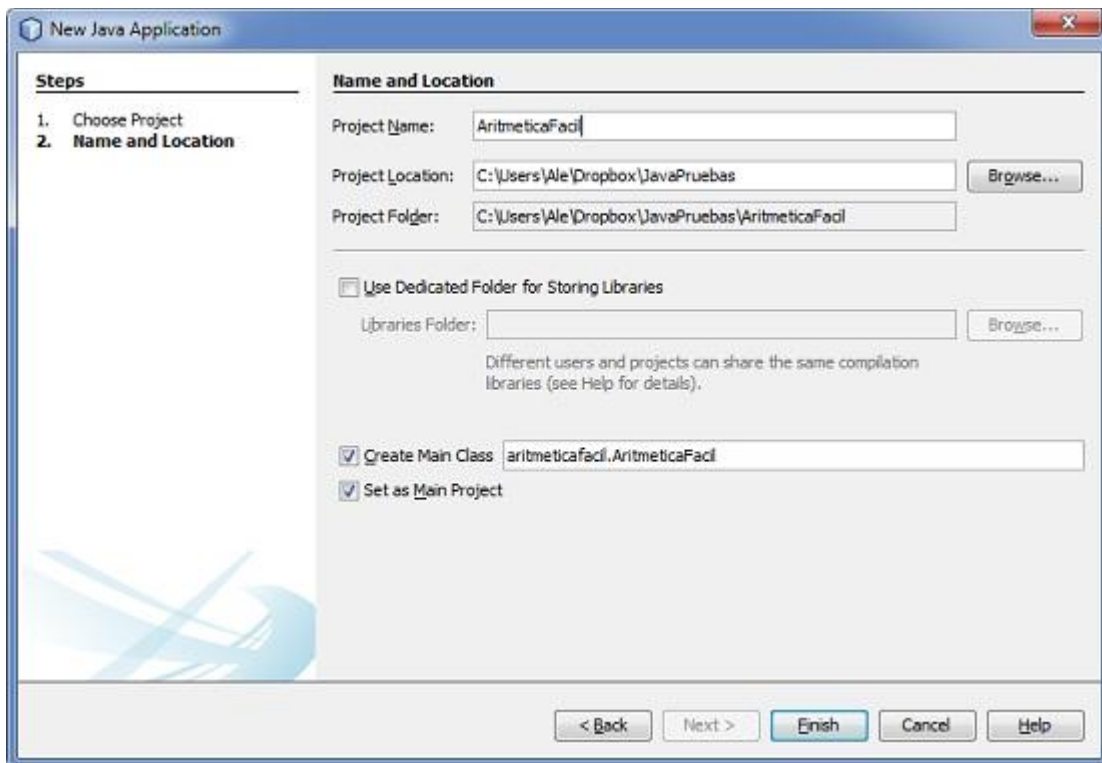 New Java Application
Steps
1. Choose Project
2. Name and Location
Name and Location
Project Name: AritmeticaFacil
Project Location: C:\Users\Ale\Dropbox\JavaPruebas Browse...
Project Folder: C:\Users\Ale\Dropbox\JavaPruebas\AritmeticaFacil
Use Dedicated Folder for Storing Libraries
Libraries Folder: Browse...
Different users and projects can share the same compilation
libraries (see Help for details).
Create Main Class aritmeticafacil.AritmeticaFacil
Set as Main Project
< Back Next > Finish Cancel Help